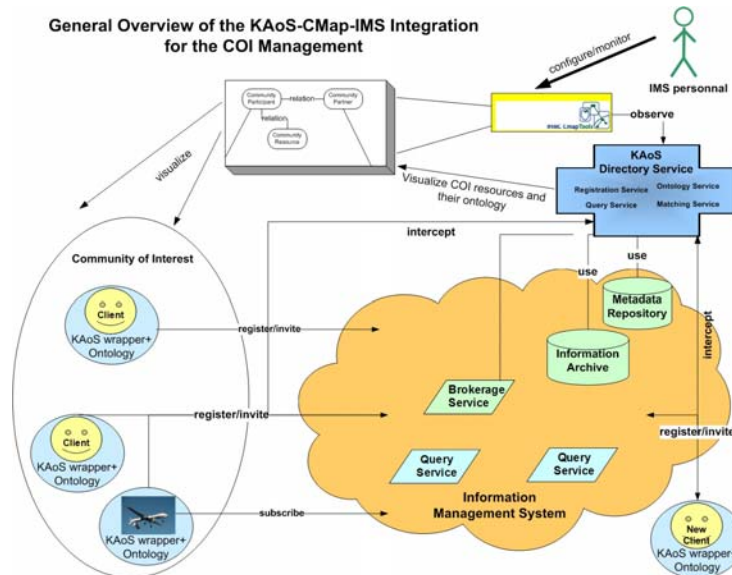 General Overview of the KAoS-CMap-IMS Integration
for the COI Management
configure/monitor
IMS personnal
Community
Participant
relation
Community
Partner
relation
Community
Resource
observe
KAoS
Directory Service
Registration Service
Ontology Service
Query Service
Matching Service
visualize
Visualize COI resources and
their ontology
intercept
use
use
Community of Interest
Metadata
Repository
Client
KAoS wrapper+
Ontology
register/invite
Information
Archive
intercept
Brokerage
Service
Client
KAoS wrapper+
Ontology
register/invite
register/invite
Query
Service
Query
Service
Information
Management System
KAoS wrapper+
Ontology
subscribe
New
Client
KAoS wrapper+
Ontology